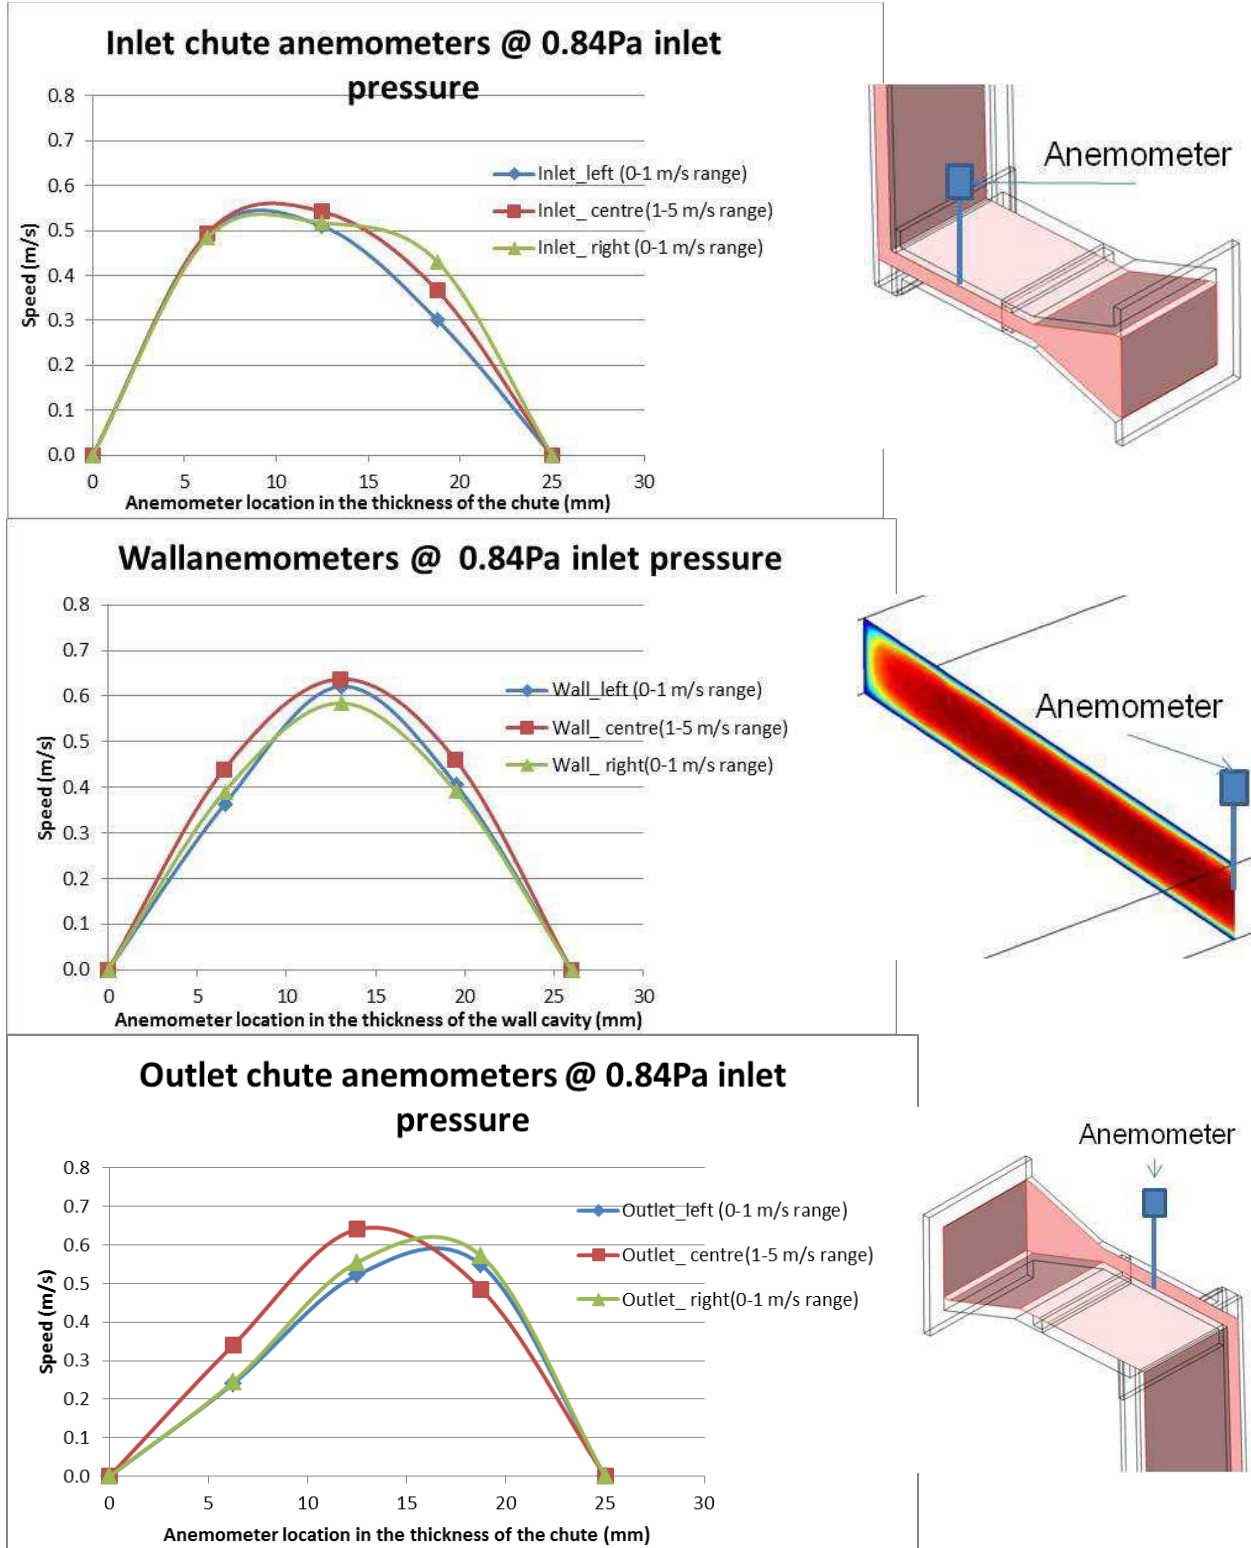 Inlet chute anemometers @ 0.84Pa inlet
pressure
0.8
0.7
0.6
0.5
0.4
0.3
0.2
0.1
0.0
Speed (m/s)
0 5 10 15 20 25 30
Anemometer location in the thickness of the chute (mm)
Inlet_left (0-1 m/s range)
Inlet_ centre(1-5 m/s range)
Inlet_ right (0-1 m/s range)
Anemometer
Wallanemometers @ 0.84Pa inlet pressure
0.8
0.7
0.6
0.5
0.4
0.3
0.2
0.1
0.0
Speed (m/s)
0 5 10 15 20 25 30
Anemometer location in the thickness of the wall cavity (mm)
Wall_left (0-1 m/s range)
Wall_ centre(1-5 m/s range)
Wall_ right(0-1 m/s range)
Anemometer
Outlet chute anemometers @ 0.84Pa inlet
pressure
0.8
0.7
0.6
0.5
0.4
0.3
0.2
0.1
0.0
Speed (m/s)
0 5 10 15 20 25 30
Anemometer location in the thickness of the chute (mm)
Outlet_left (0-1 m/s range)
Outlet_ centre(1-5 m/s range)
Outlet_ right(0-1 m/s range)
Anemometer